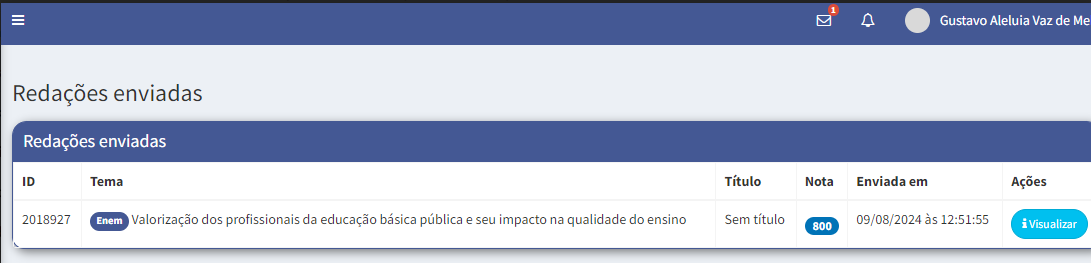 1
Gustavo Aleluia Vaz de Me
Redações enviadas
Redações enviadas
ID Tema Título Nota Enviada em Ações
2018927 Enem Valorização dos profissionais da educação básica pública e seu impacto na qualidade do ensino Sem título 800 09/08/2024 às 12:51:55 Visualizar